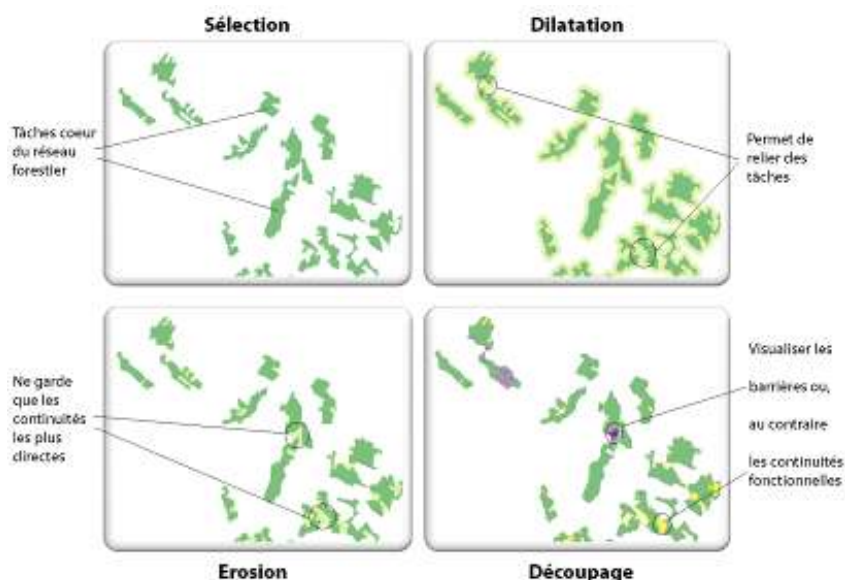 Sélection
Dilatation
Tâches coeur
du réseau
forestier
Permet de
relier des
tâches
Ne garde
que les
continuités
les plus
directes
Visualiser les
barrières ou,
au contraire
les continuités
fonctionnelles
Erosion
Découpage